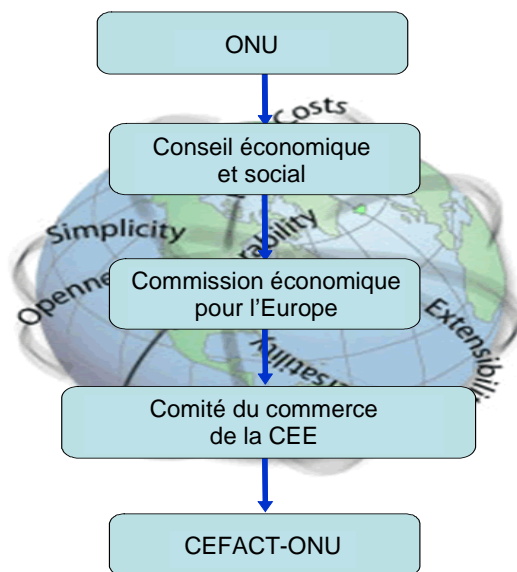 ONU
Costs
Conseil économique
et social
Simplicity
Commission économique
pour l’Europe
Comité du commerce
de la CEE
CEFACT-ONU